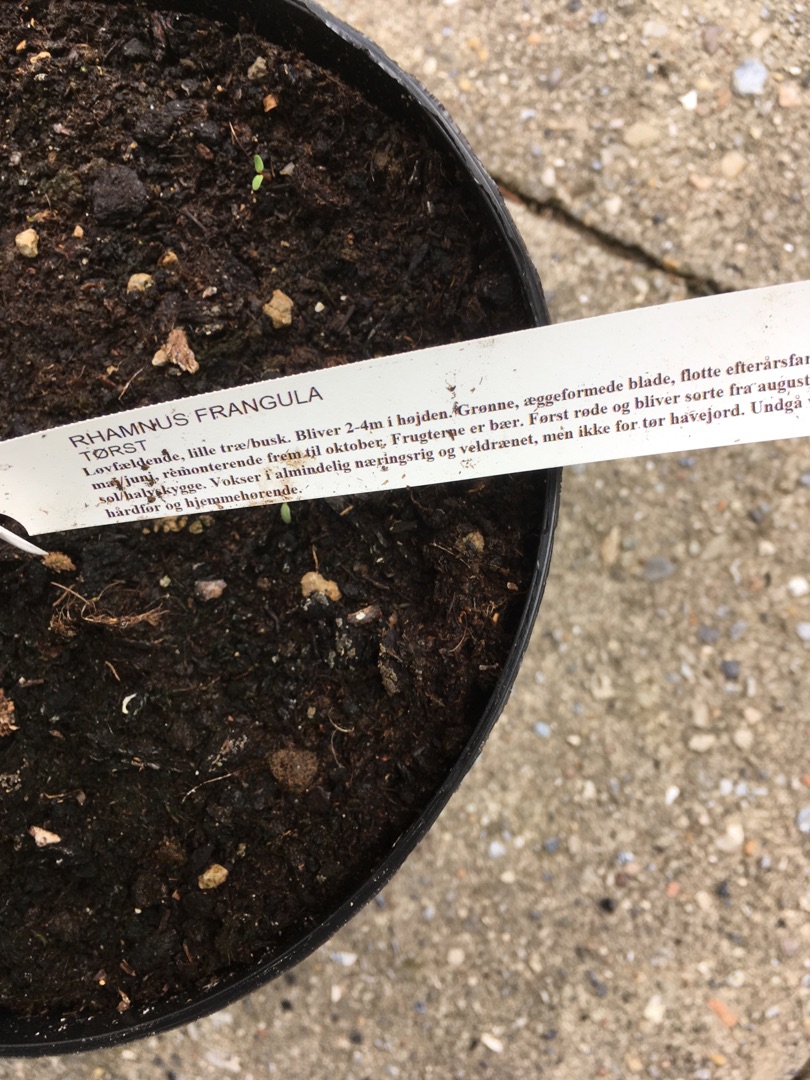 RHAMNUS FRANGULA
TØRST
Løvfældende, lille træ/busk. Bliver 2-4m i højden. Grønne, æggeformede blade, flotte efterårsfar
maj/juni, remonterende frem til oktober. Frugterne er bær. Først røde og bliver sorte fra august
sol/halvskygge. Vokser i almindelig næringsrig og veldrænet, men ikke for tør havejord. Undgå
hårdfør og hjemmehørende.